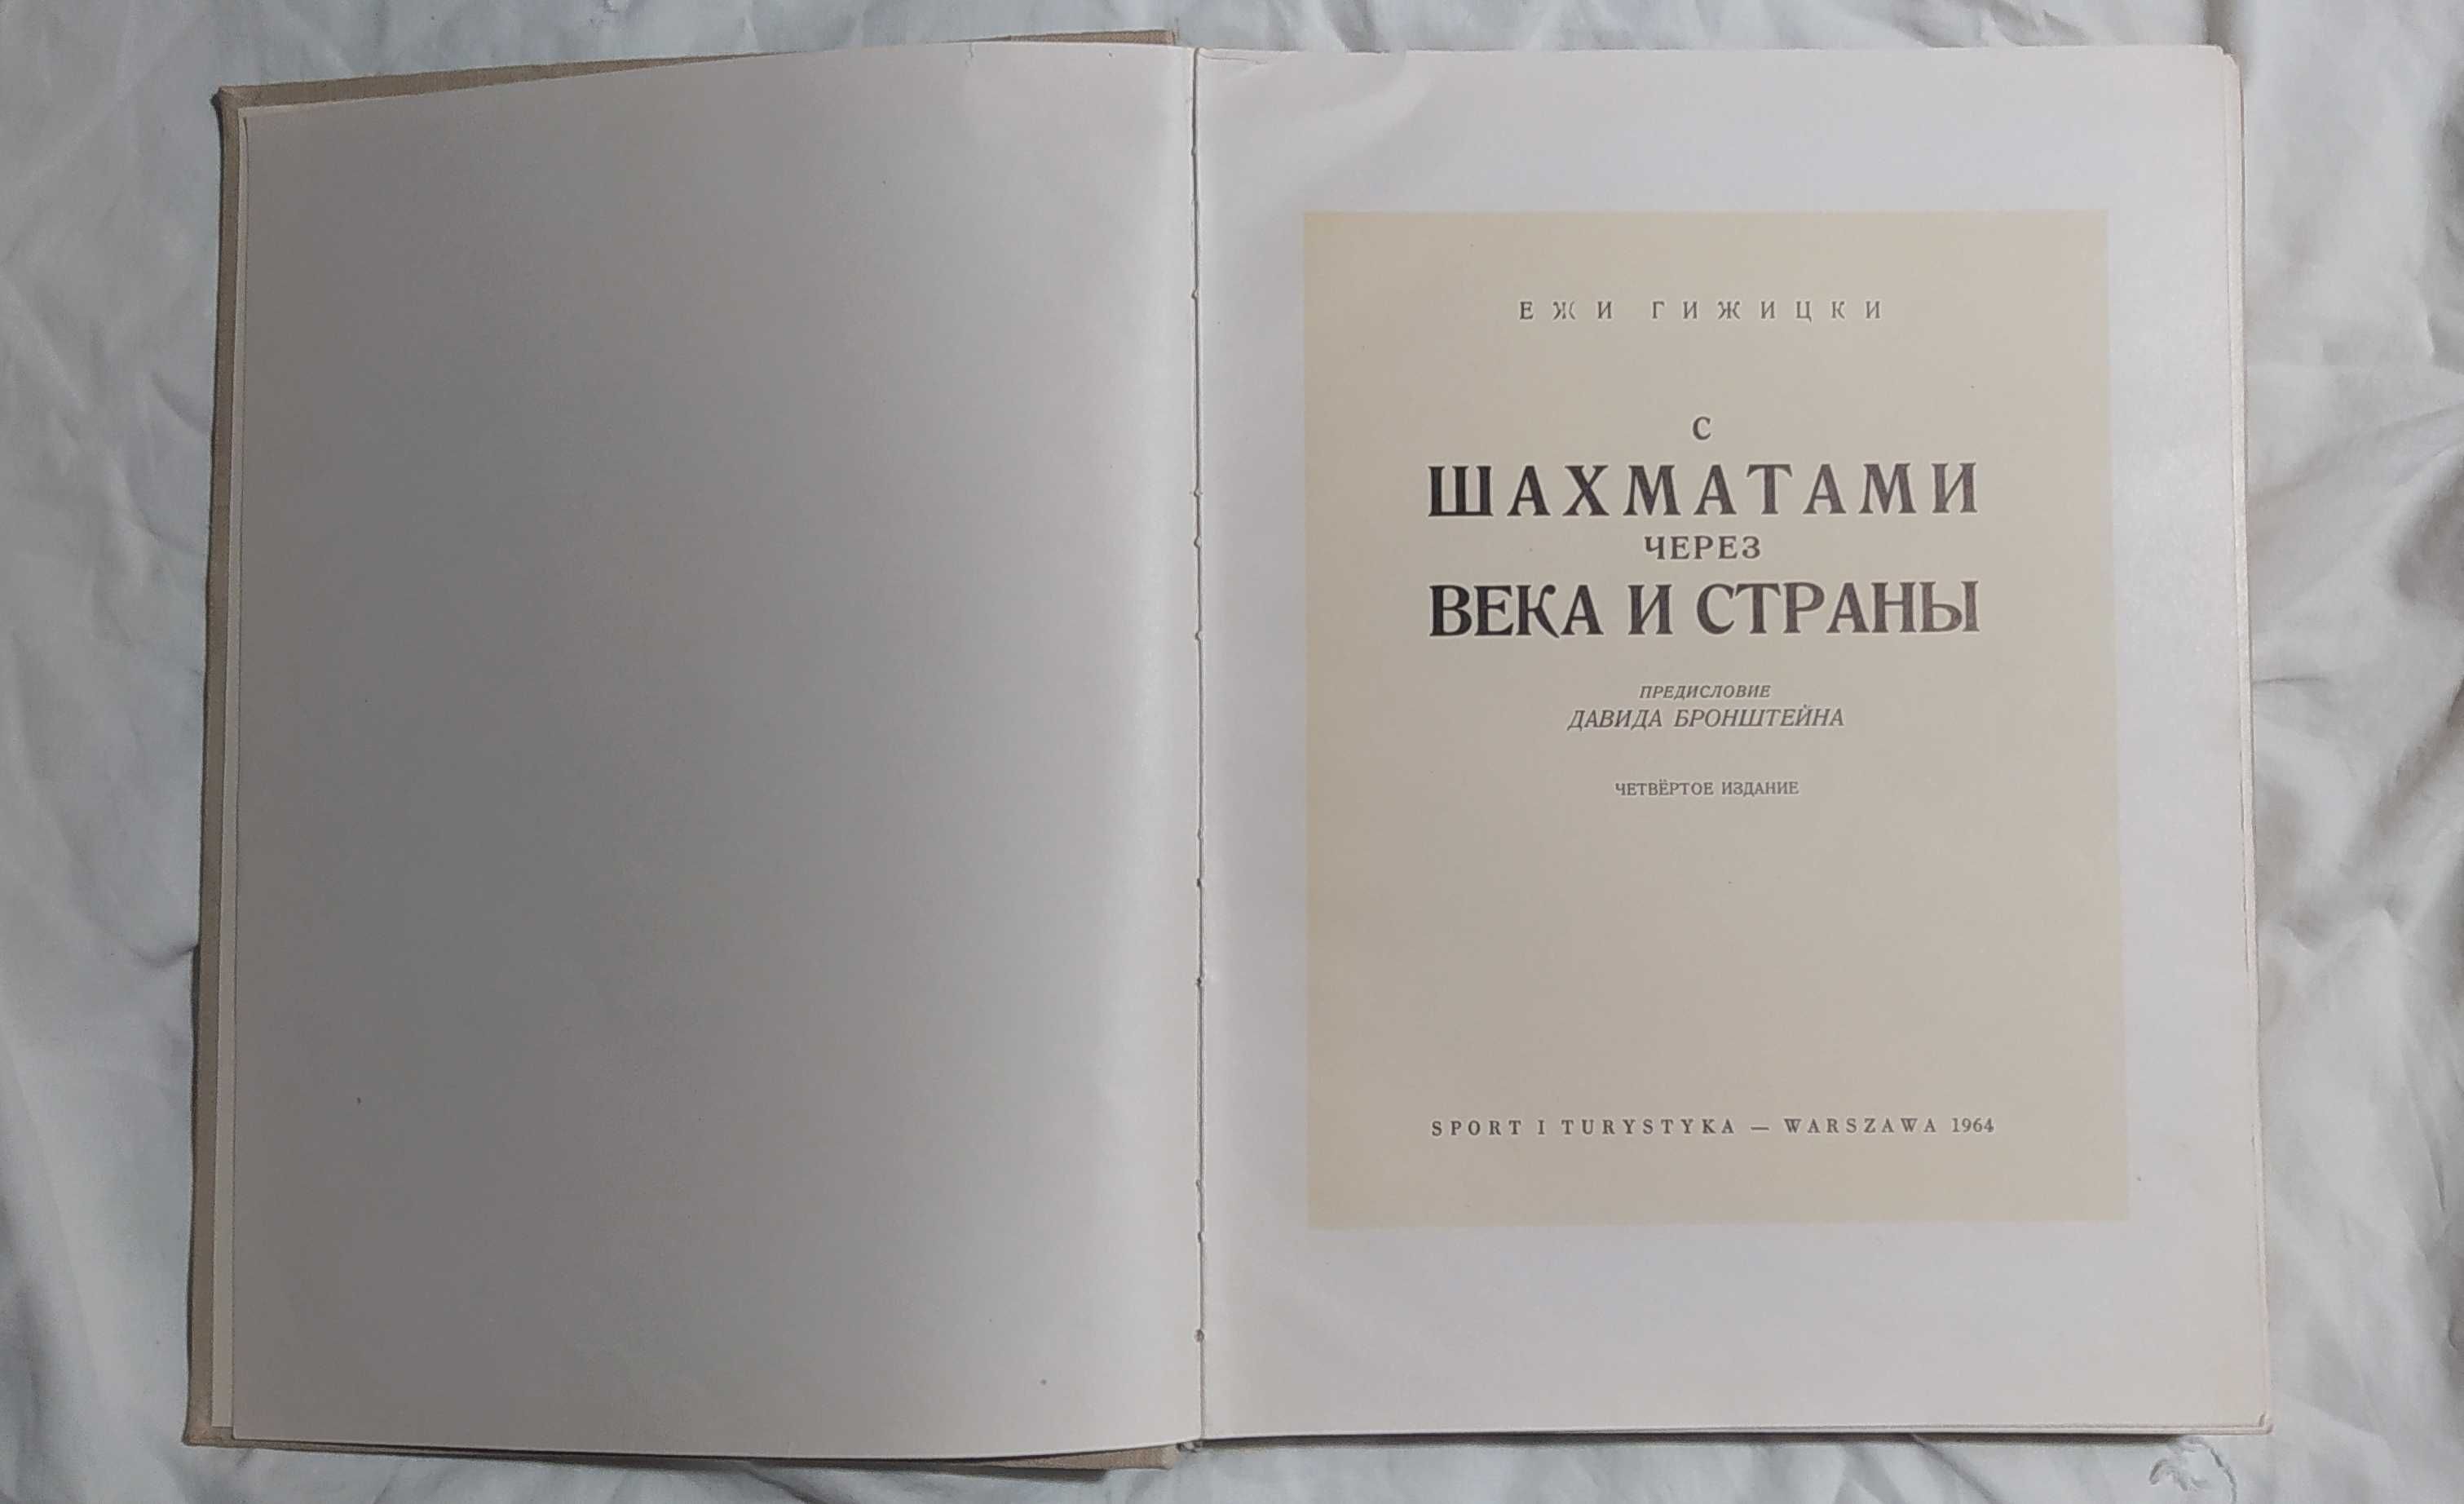 ЕЖИ ГИЖИЦКИ
С
ШАХМАТАМИ
ЧЕРЕЗ
ВЕКА И СТРАНЫ
ПРЕДИСЛОВИЕ
ДАВИДА БРОНШТЕЙНА
ЧЕТВЁРТОЕ ИЗДАНИЕ
SPORT I TURYSTYKA — WARSZAWA 1964